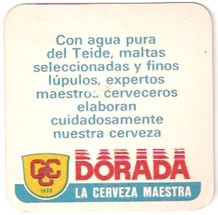 Con agua pura
del Teide, maltas
seleccionadas y finos
lúpulos, expertos
maestros cerveceros
elaboran
cuidadosamente
nuestra cerveza
CCC
DORADA
LA CERVEZA MAESTRA